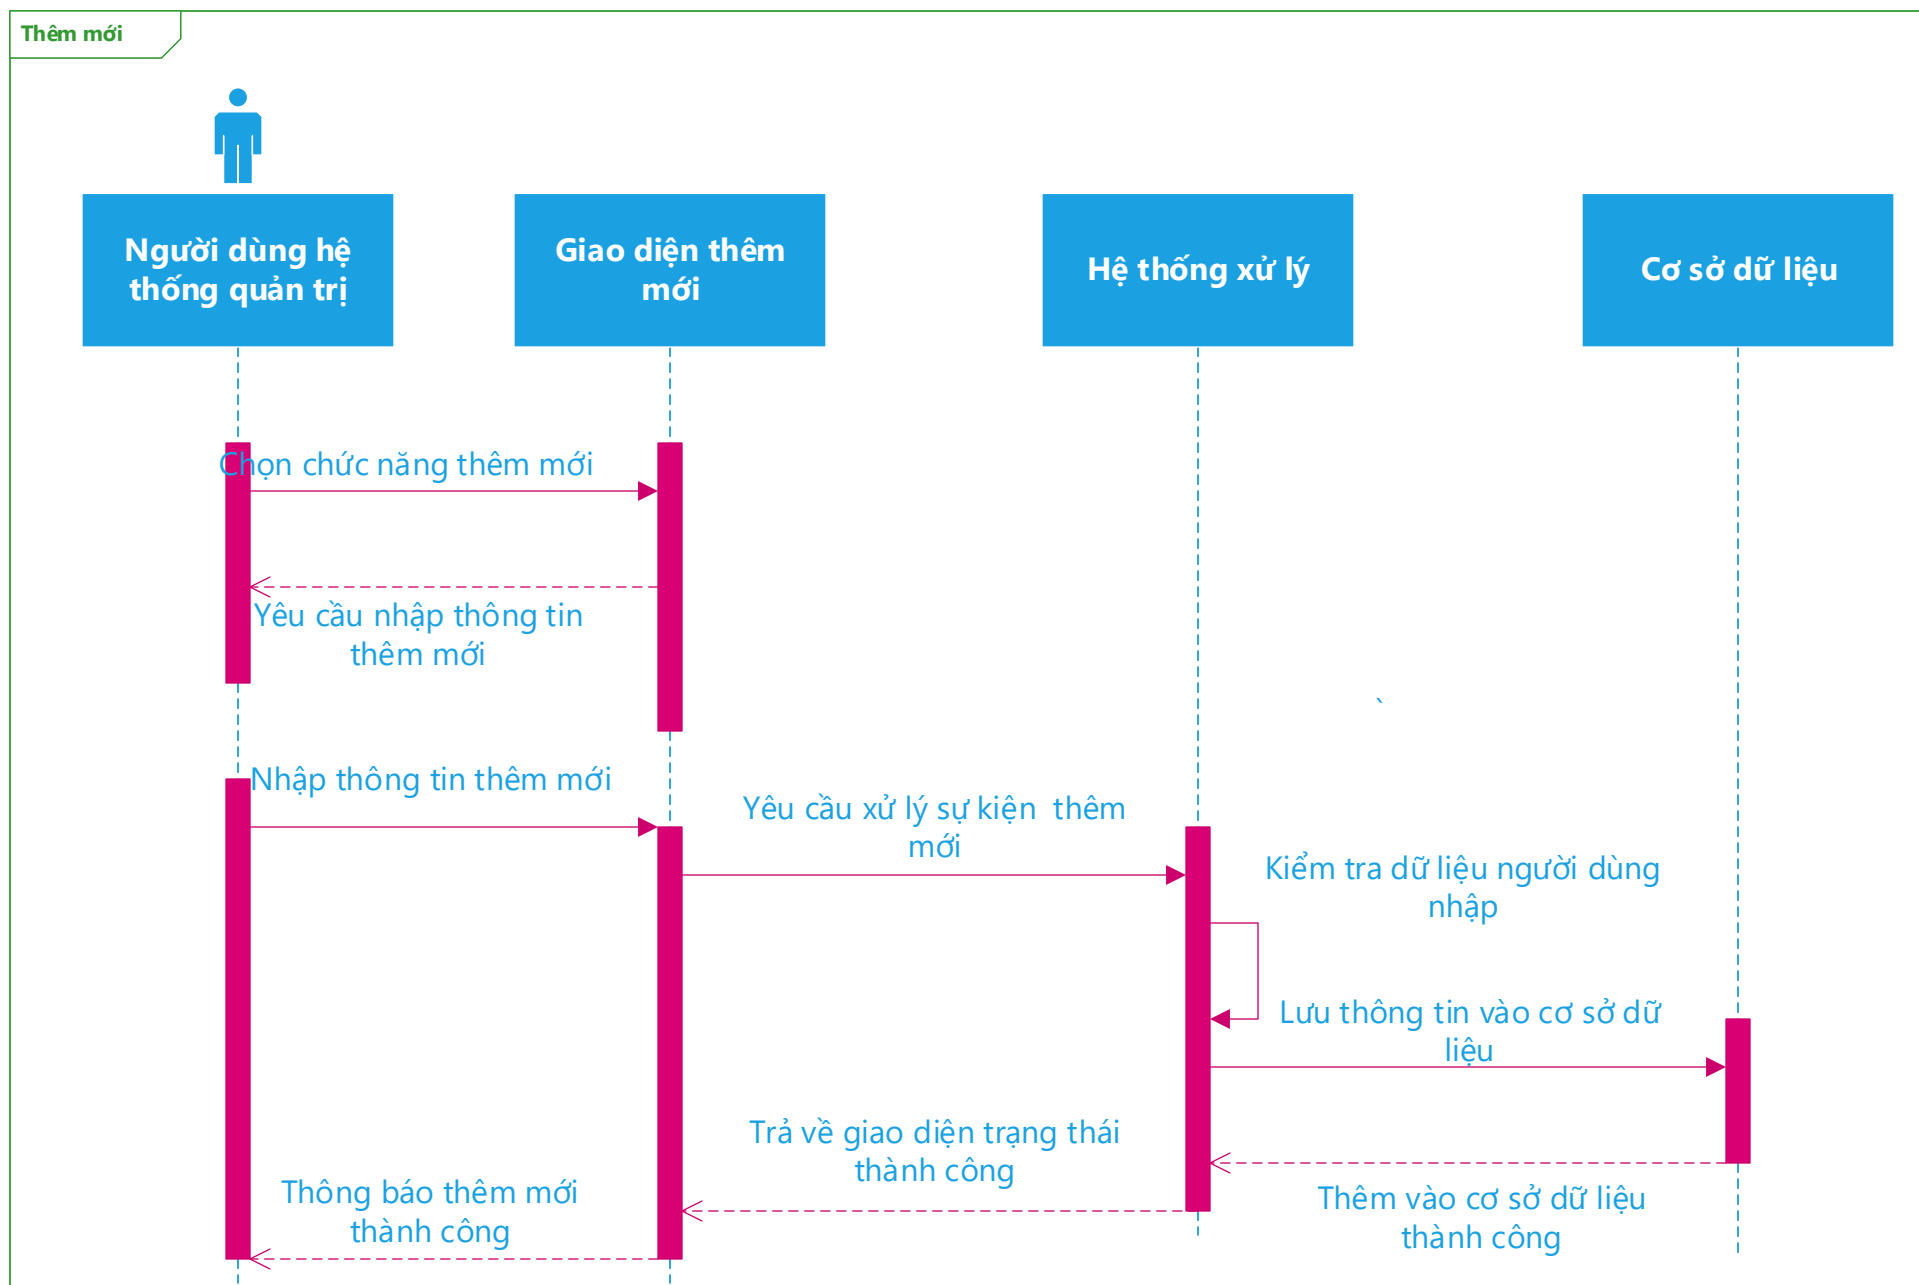 Thêm mới
Người dùng hệ
thống quản trị
Giao diện thêm
mới
Hệ thống xử lý
Cơ sở dữ liệu
Chọn chức năng thêm mới
Yêu cầu nhập thông tin
thêm mới
`
Nhập thông tin thêm mới
Yêu cầu xử lý sự kiện  thêm
mới
Kiểm tra dữ liệu người dùng
nhập
Lưu thông tin vào cơ sở dữ
liệu
Trả về giao diện trạng thái
thành công
Thêm vào cơ sở dữ liệu
thành công
Thông báo thêm mới
thành công